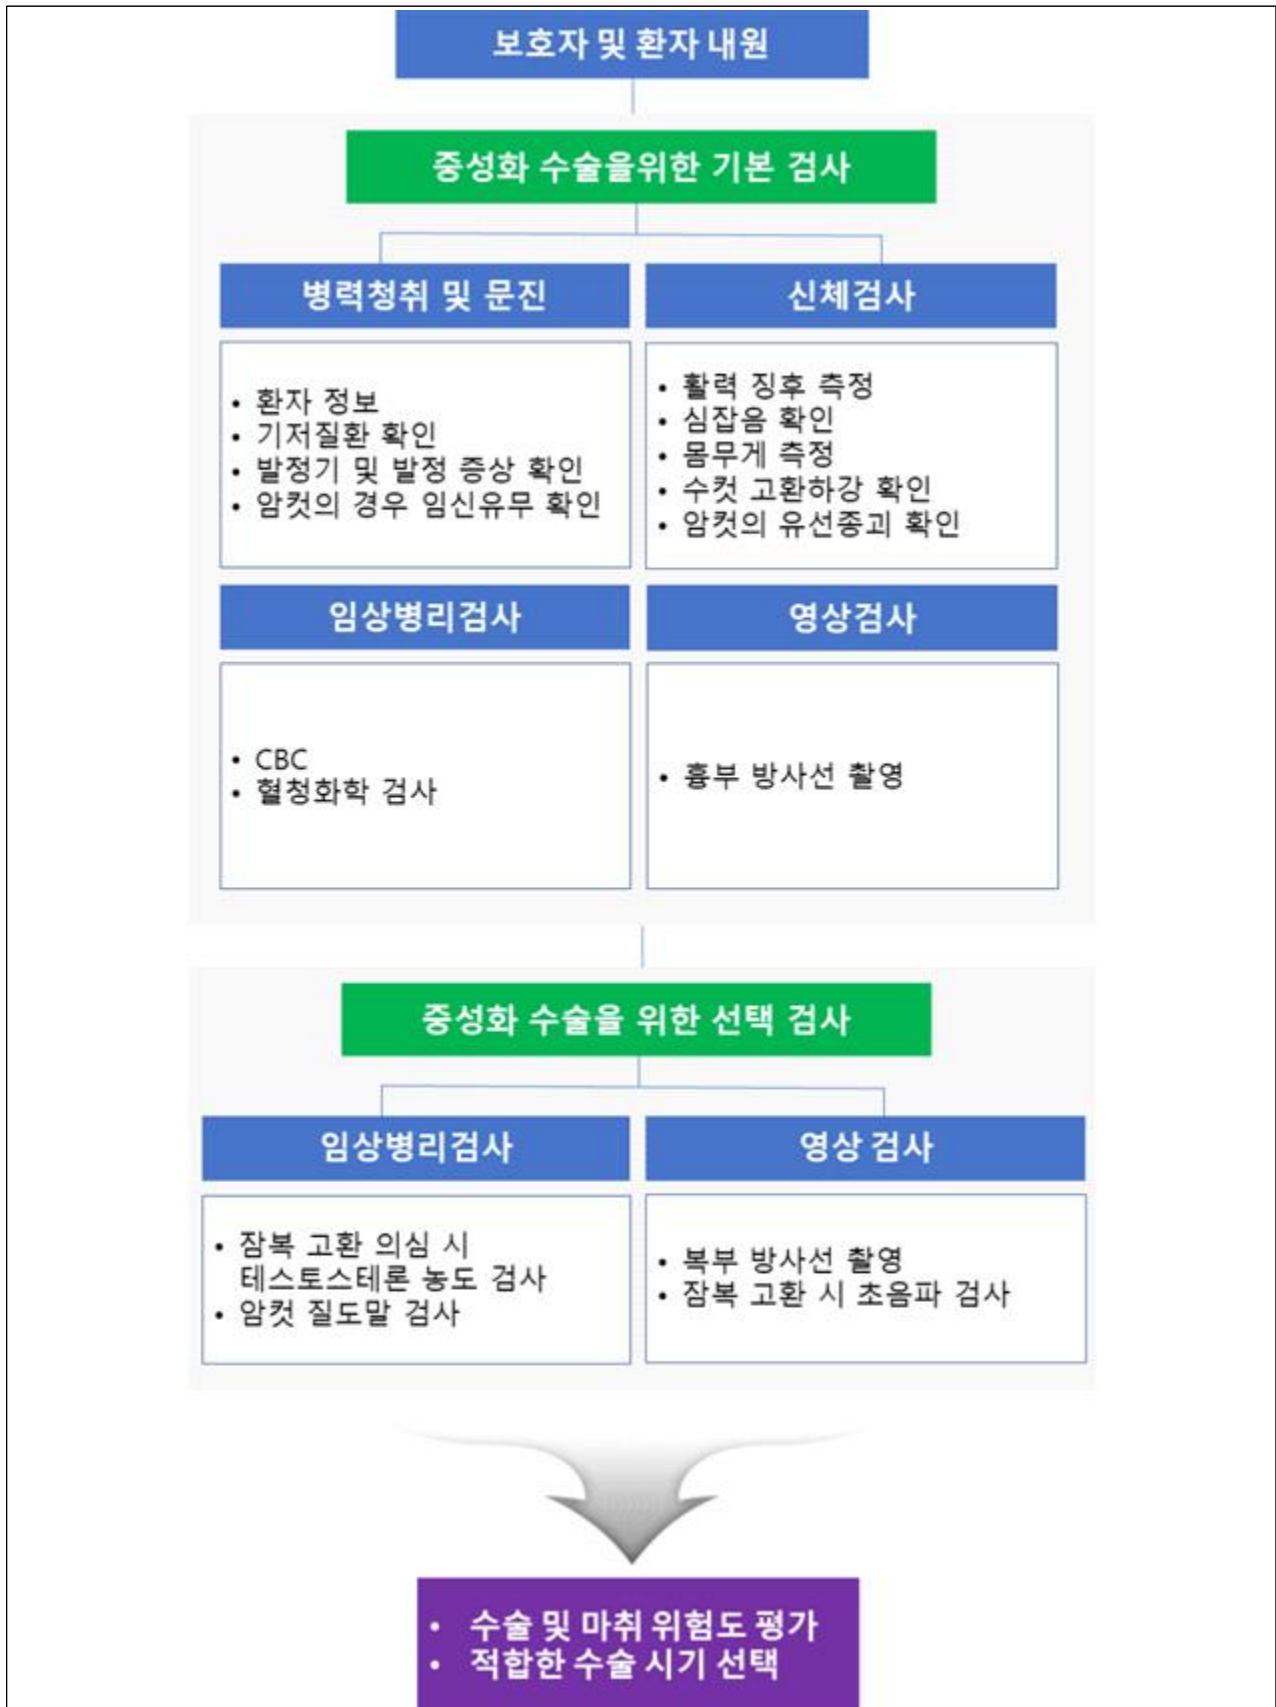 보호자 및 환자 내원
중성화 수술을위한 기본 검사
병력청취 및 문진
• 환자 정보
• 기저질환 확인
• 발정기 및 발정 증상 확인
• 암컷의 경우 임신유무 확인
신체검사
• 활력 징후 측정
• 심잡음 확인
• 몸무게 측정
• 수컷 고환하강 확인
• 암컷의 유선종괴 확인
임상병리검사
• CBC
• 혈청화학 검사
영상검사
• 흉부 방사선 촬영
중성화 수술을 위한 선택 검사
임상병리검사
• 잠복 고환 의심 시
테스토스테론 농도 검사
• 암컷 질도말 검사
영상 검사
• 복부 방사선 촬영
• 잠복 고환 시 초음파 검사
• 수술 및 마취 위험도 평가
• 적합한 수술 시기 선택